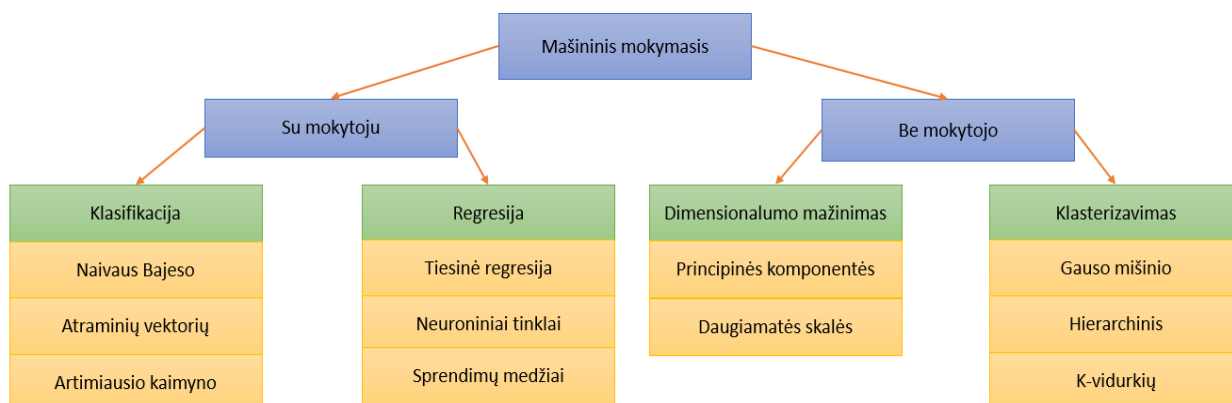 Mašininis mokymasis
Su mokytoju
Be mokytojo
Klasifikacija
Naivaus Bajeso
Atraminių vektorių
Artimiausio kaimyno
Regresija
Tiesinė regresija
Neuroniniai tinklai
Sprendimų medžiai
Dimensionalumo mažinimas
Principinės komponentės
Daugiamatės skalės
Klasterizavimas
Gauso mišinio
Hierarchinis
K-vidurkių